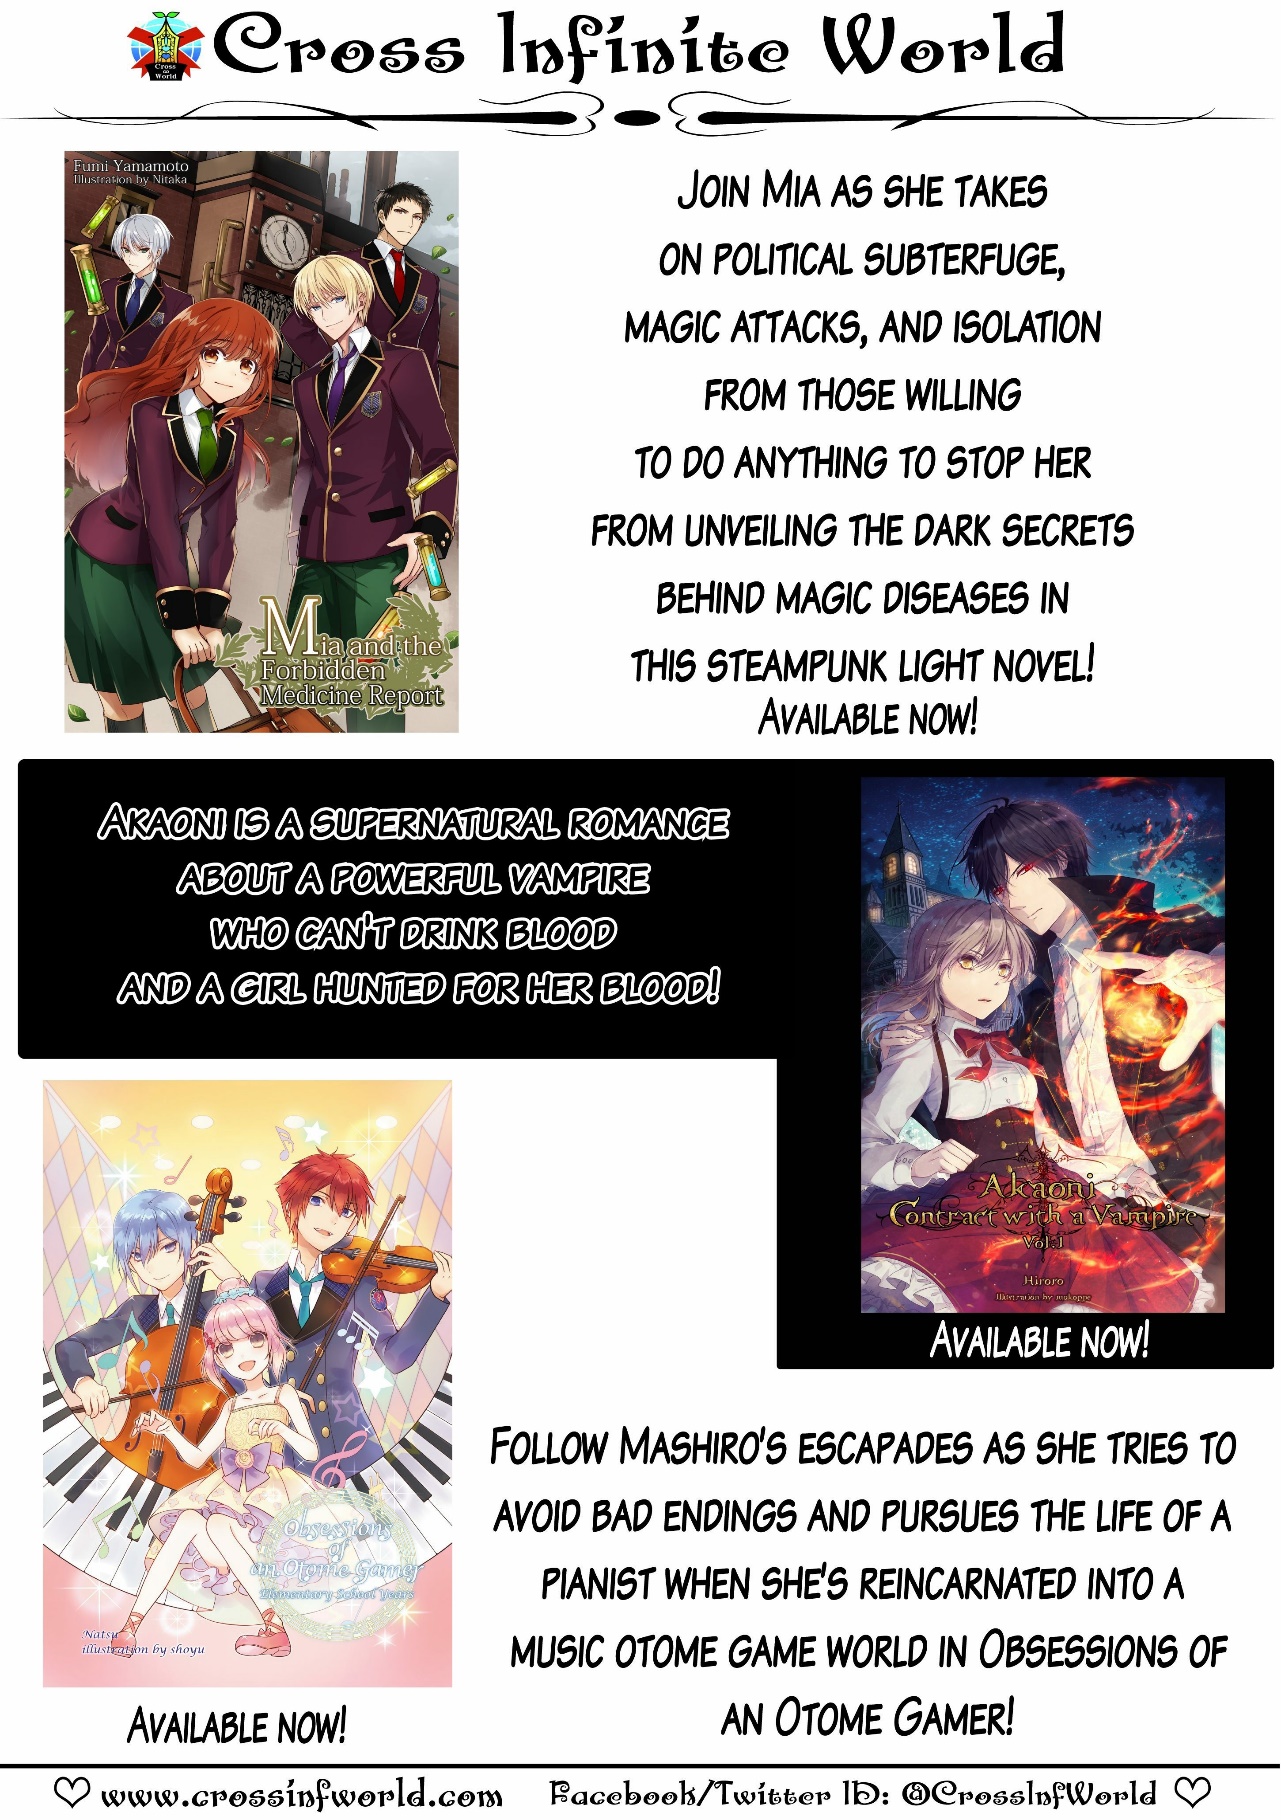 Cross Infinite World
Cross
∞
World
Fumi Yamamoto
Illustration by Nitaka
Mia and the
Forbidden
Medicine Report
JOIN MIA AS SHE TAKES
ON POLITICAL SUBTERFUGE,
MAGIC ATTACKS, AND ISOLATION
FROM THOSE WILLING
TO DO ANYTHING TO STOP HER
FROM UNVEILING THE DARK SECRETS
BEHIND MAGIC DISEASES IN
THIS STEAMPUNK LIGHT NOVEL!
AVAILABLE NOW!
AKAONI IS A SUPERNATURAL ROMANCE
ABOUT A POWERFUL VAMPIRE
WHO CAN'T DRINK BLOOD
AND A GIRL HUNTED FOR HER BLOOD!
Akaoni
Contract with a Vampire
Vol.1
Hiroro
Illustration by makoppe
AVAILABLE NOW!
Obsessions
of
an Otome Gamer
Elementary School Years
Natsu
illustration by shoyu
AVAILABLE NOW!
FOLLOW MASHIRO'S ESCAPADES AS SHE TRIES TO
AVOID BAD ENDINGS AND PURSUES THE LIFE OF A
PIANIST WHEN SHE'S REINCARNATED INTO A
MUSIC OTOME GAME WORLD IN OBSESSIONS OF
AN OTOME GAMER!
♡ www.crossinfworld.com Facebook/Twitter ID: @CrossInfWorld ♡